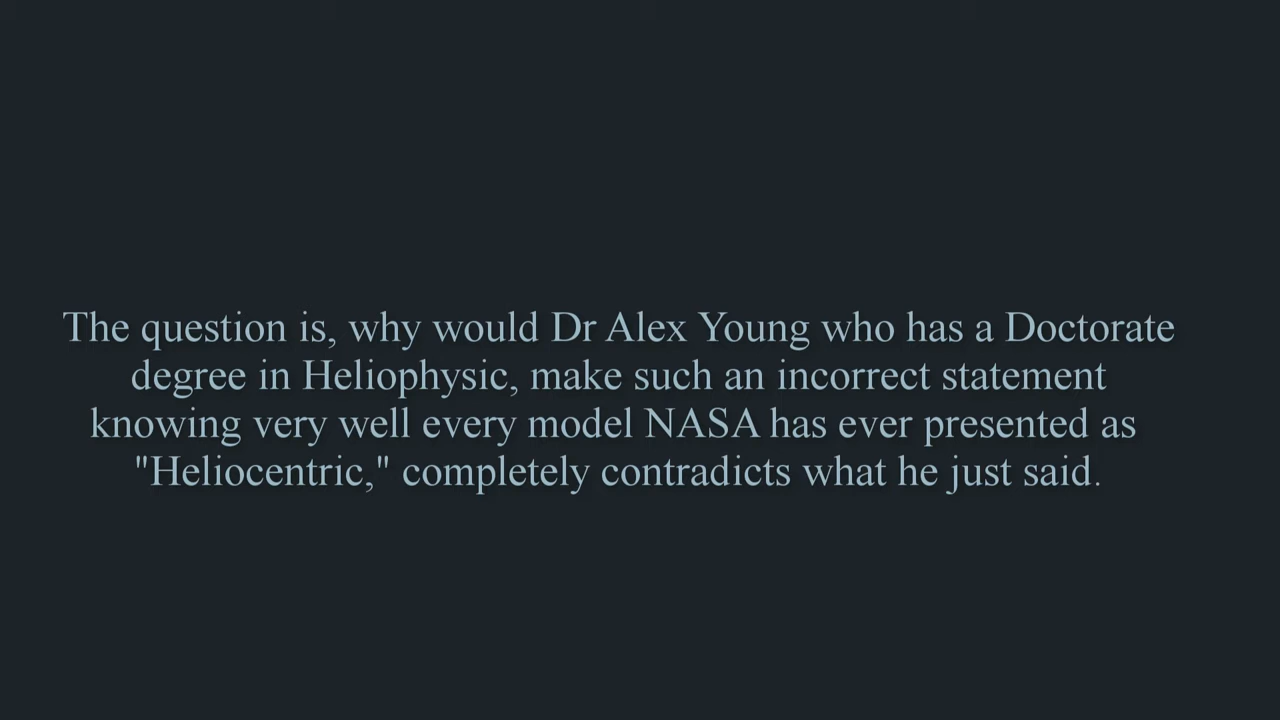 The question is, why would Dr Alex Young who has a Doctorate
degree in Heliophysic, make such an incorrect statement
knowing very well every model NASA has ever presented as
"Heliocentric," completely contradicts what he just said.